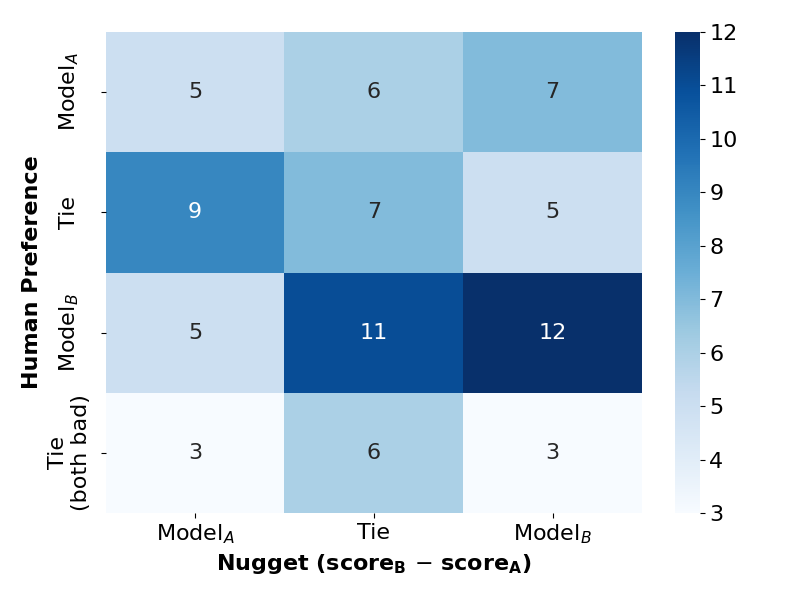 Human Preference
Model_A
5 6 7
Tie
9 7 5
Model_B
5 11 12
Tie
(both bad)
3 6 3
Model_A Tie Model_B
Nugget (score_B − score_A)
12
11
10
9
8
7
6
5
4
3